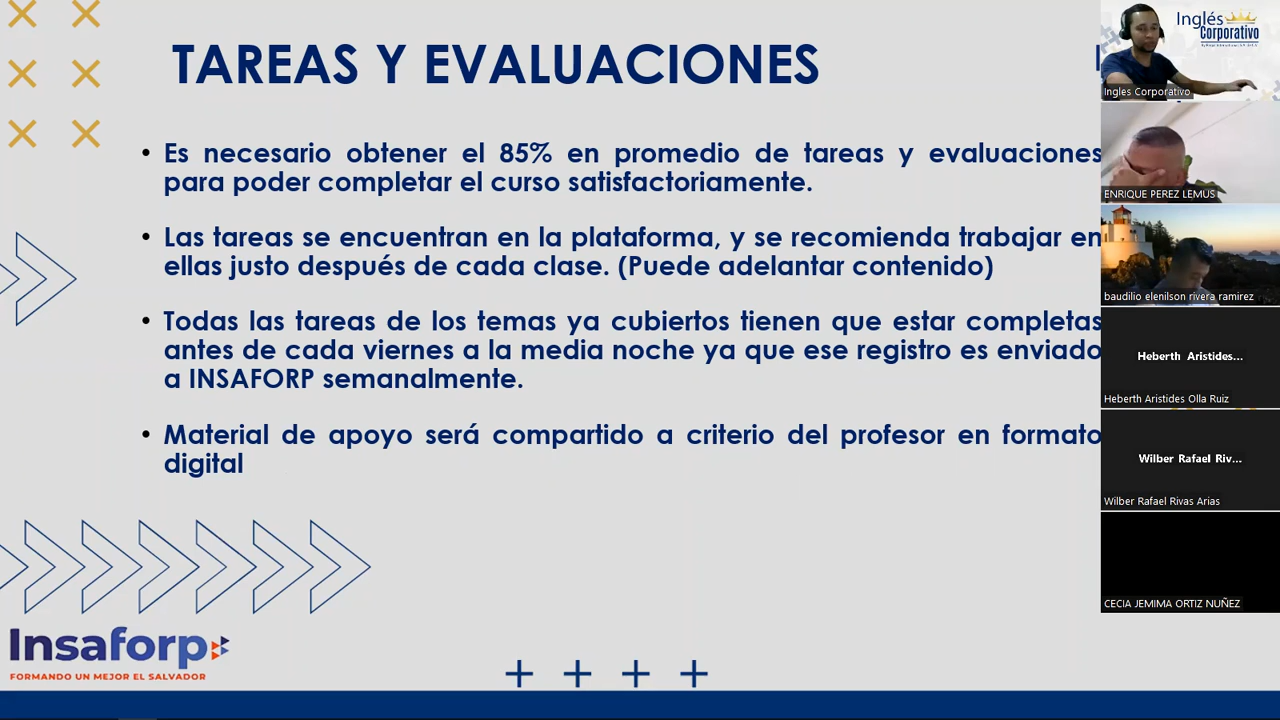 TAREAS Y EVALUACIONES
• Es necesario obtener el 85% en promedio de tareas y evaluaciones
para poder completar el curso satisfactoriamente.
• Las tareas se encuentran en la plataforma, y se recomienda trabajar en
ellas justo después de cada clase. (Puede adelantar contenido)
• Todas las tareas de los temas ya cubiertos tienen que estar completas
antes de cada viernes a la media noche ya que ese registro es enviado
a INSAFORP semanalmente.
• Material de apoyo será compartido a criterio del profesor en formato
digital
Insaforp
FORMANDO UN MEJOR EL SALVADOR
Inglés
Corporativo
Ingles Corporativo
ENRIQUE PEREZ LEMUS
baudilio elenilson rivera ramirez
Heberth Aristides...
Heberth Aristides Olla Ruiz
Wilber Rafael Riv...
Wilber Rafael Rivas Arias
CECIA JEMIMA ORTIZ NUÑEZ